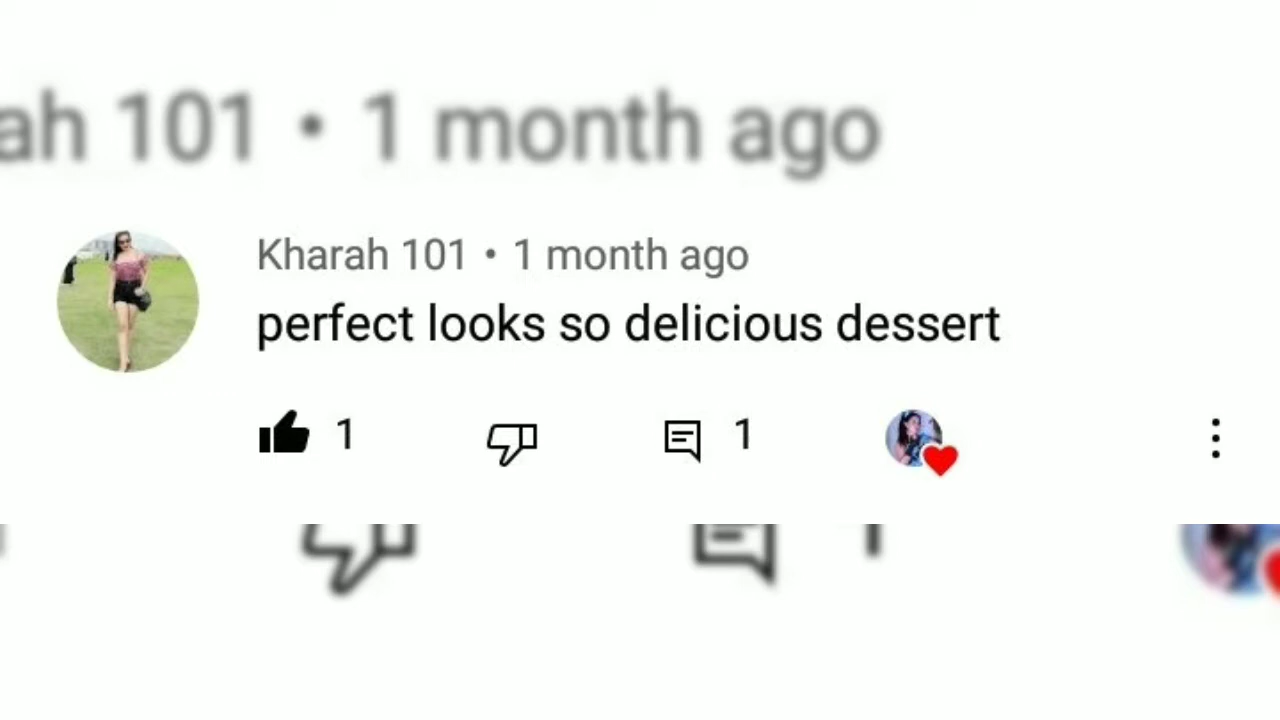 ah 101 • 1 month ago
Kharah 101 • 1 month ago
perfect looks so delicious dessert
1 1